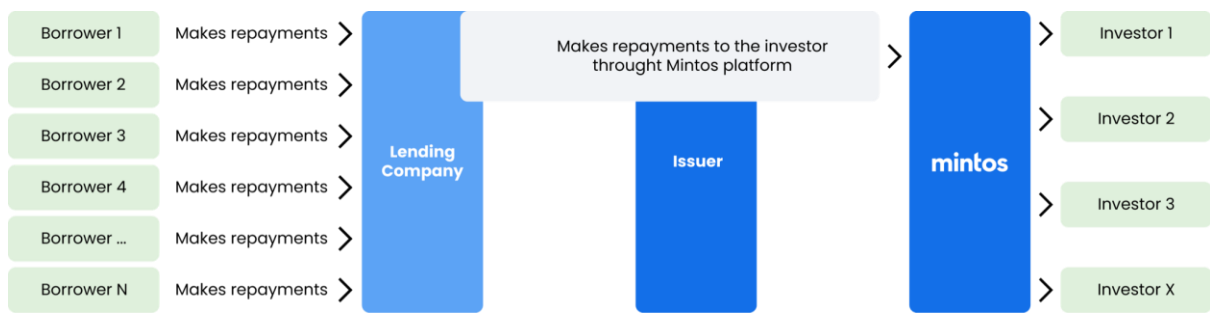 Borrower 1 Makes repayments
Borrower 2 Makes repayments
Borrower 3 Makes repayments
Borrower 4 Makes repayments
Borrower ... Makes repayments
Borrower N Makes repayments
Lending
Company
Makes repayments to the investor
throught Mintos platform
Issuer
mintos
Investor 1
Investor 2
Investor 3
Investor X